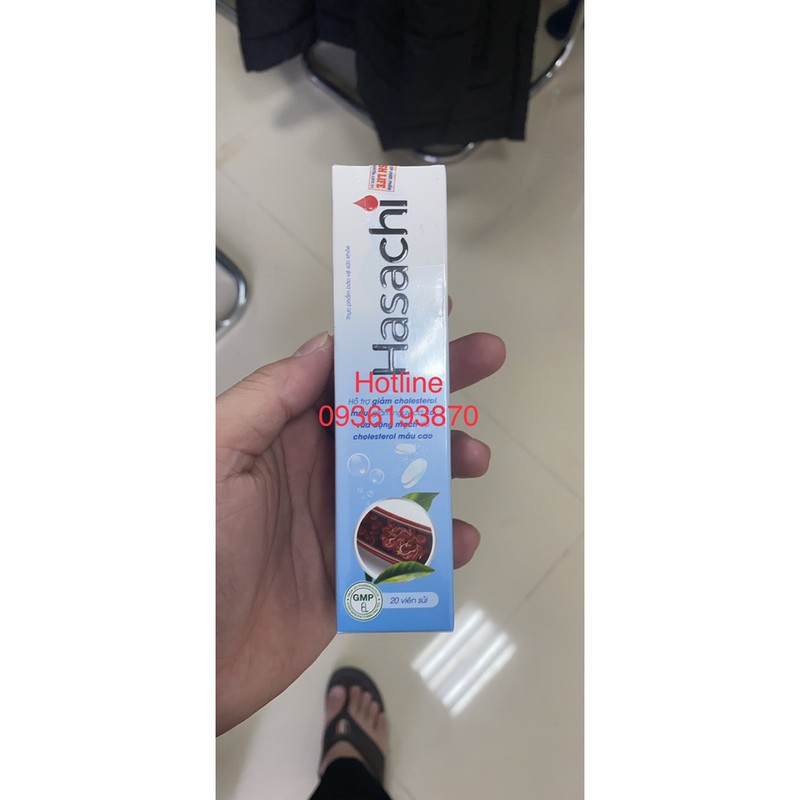 Hasachi
Thực phẩm bảo vệ sức khỏe
Hotline
0936193870
Hỗ trợ giảm cholesterol
cholesterol máu cao
GMP
20 viên sủi